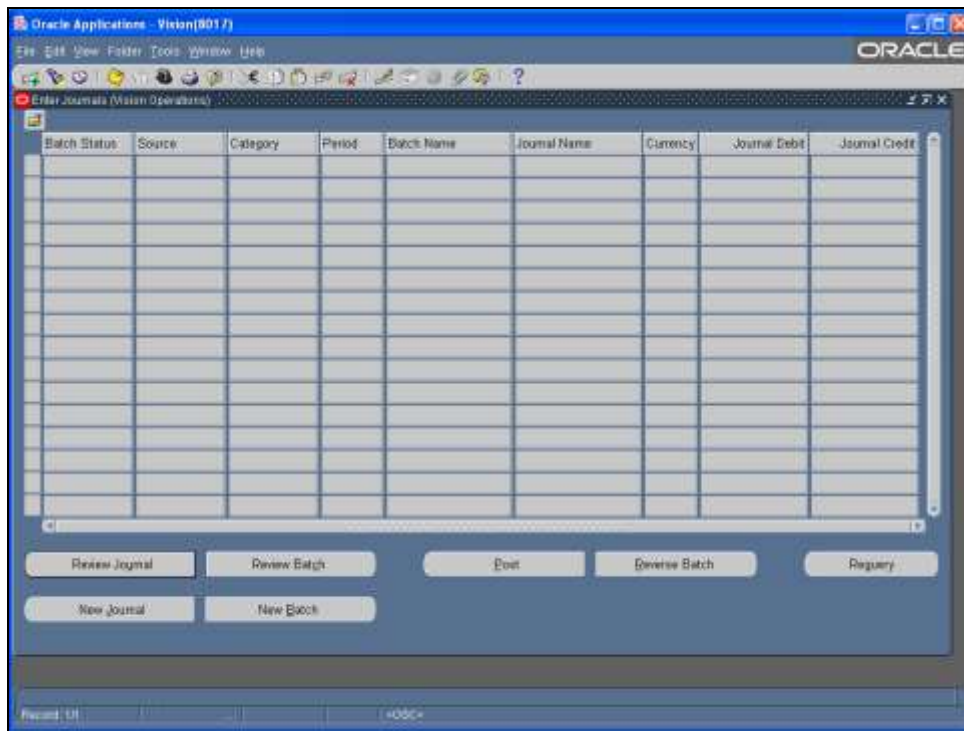 Oracle Applications - Vision(8017)
File Edit View Folder Tools Window Help
ORACLE
Enter Journals (Vision Operations)
Batch Status Source Category Period Batch Name Journal Name Currency Journal Debit Journal Credit
Review Journal Review Batch Post Reverse Batch Requery
New Journal New Batch
Record: 1/1 <OSC>